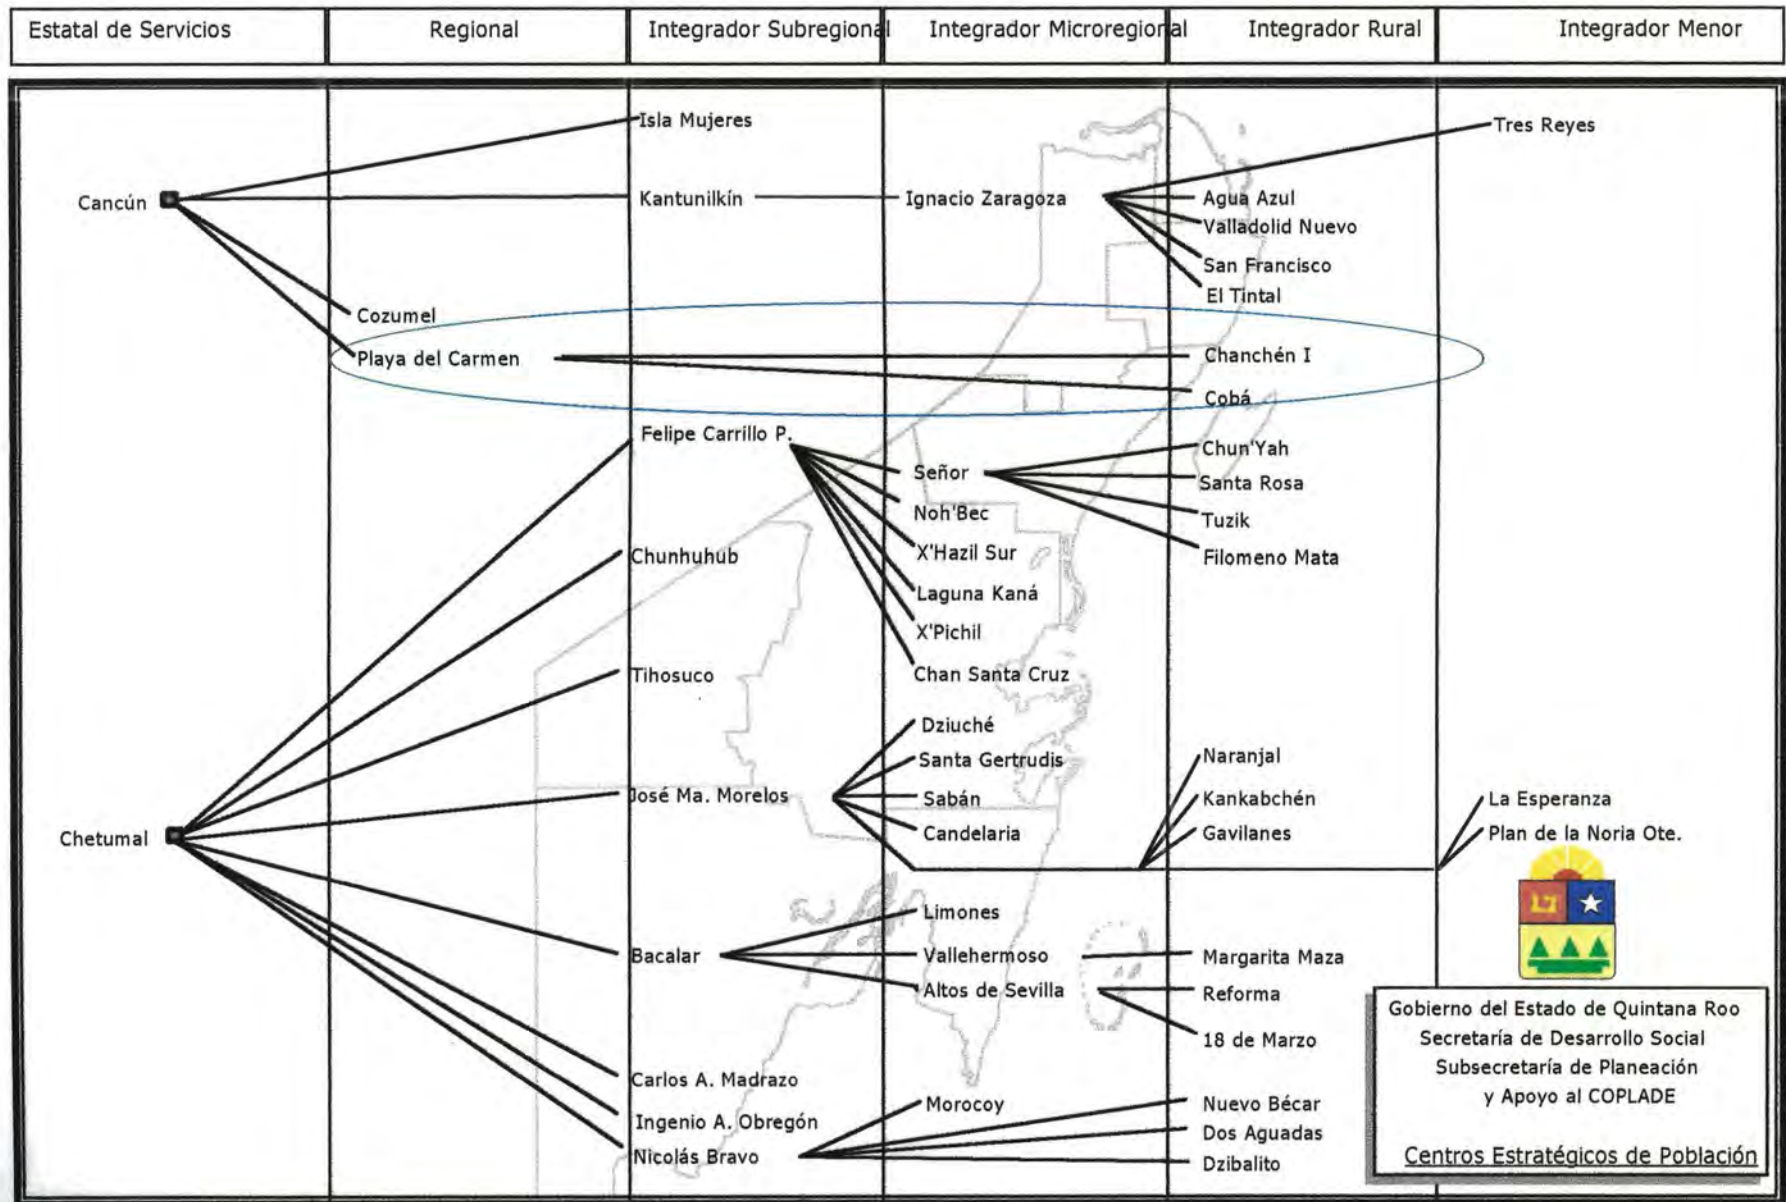 Estatal de Servicios
Regional
Integrador Subregional
Integrador Microregional
Integrador Rural
Integrador Menor
Isla Mujeres
Tres Reyes
Cancún
Kantunilkín
Ignacio Zaragoza
Agua Azul
Valladolid Nuevo
San Francisco
El Tintal
Cozumel
Playa del Carmen
Chanchén I
Cobá
Felipe Carrillo P.
Señor
Chun'Yah
Santa Rosa
Noh'Bec
Tuzik
X'Hazil Sur
Filomeno Mata
Chunhuhub
Laguna Kaná
X'Pichil
Tihosuco
Chan Santa Cruz
Dziuché
Santa Gertrudis
Naranjal
José Ma. Morelos
Sabán
Kankabchén
La Esperanza
Chetumal
Candelaria
Gavilanes
Plan de la Noria Ote.
Limones
Bacalar
Vallehermoso
Margarita Maza
Altos de Sevilla
Reforma
18 de Marzo
Carlos A. Madrazo
Morocoy
Nuevo Bécar
Ingenio A. Obregón
Dos Aguadas
Nicolás Bravo
Dzibalito
Gobierno del Estado de Quintana Roo
Secretaría de Desarrollo Social
Subsecretaría de Planeación
y Apoyo al COPLADE
Centros Estratégicos de Población